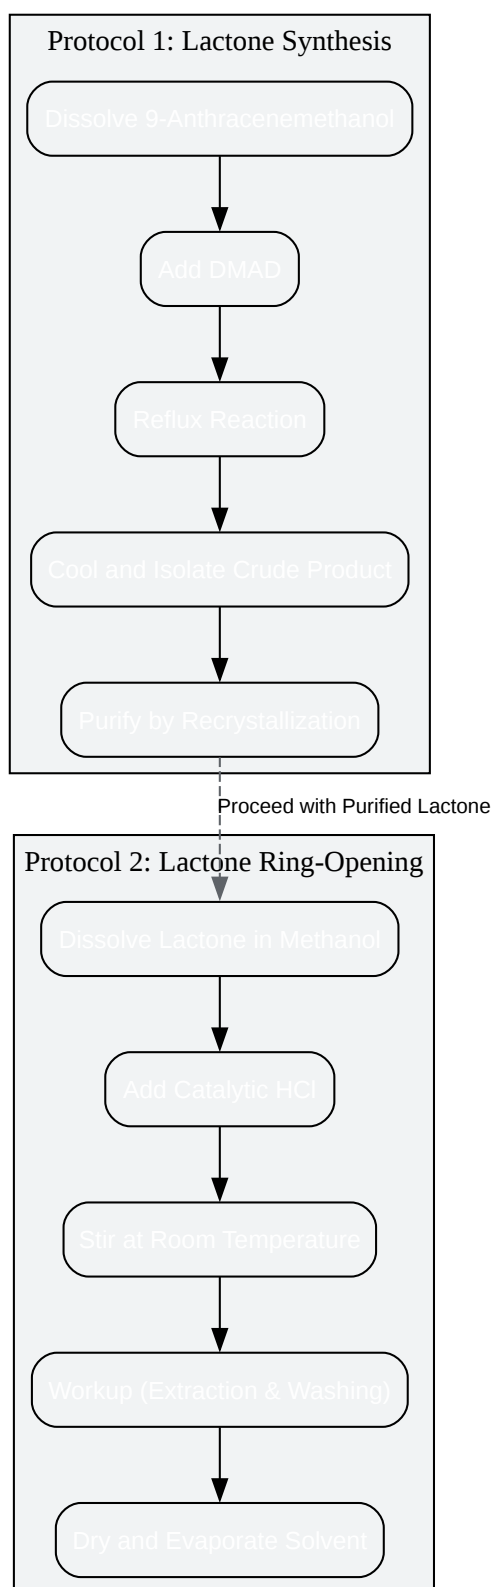 Protocol 1: Lactone Synthesis
Dissolve 9-Anthracenemethanol
Add DMAD
Reflux Reaction
Cool and Isolate Crude Product
Purify by Recrystallization
Proceed with Purified Lactone
Protocol 2: Lactone Ring-Opening
Dissolve Lactone in Methanol
Add Catalytic HCl
Stir at Room Temperature
Workup (Extraction & Washing)
Dry and Evaporate Solvent